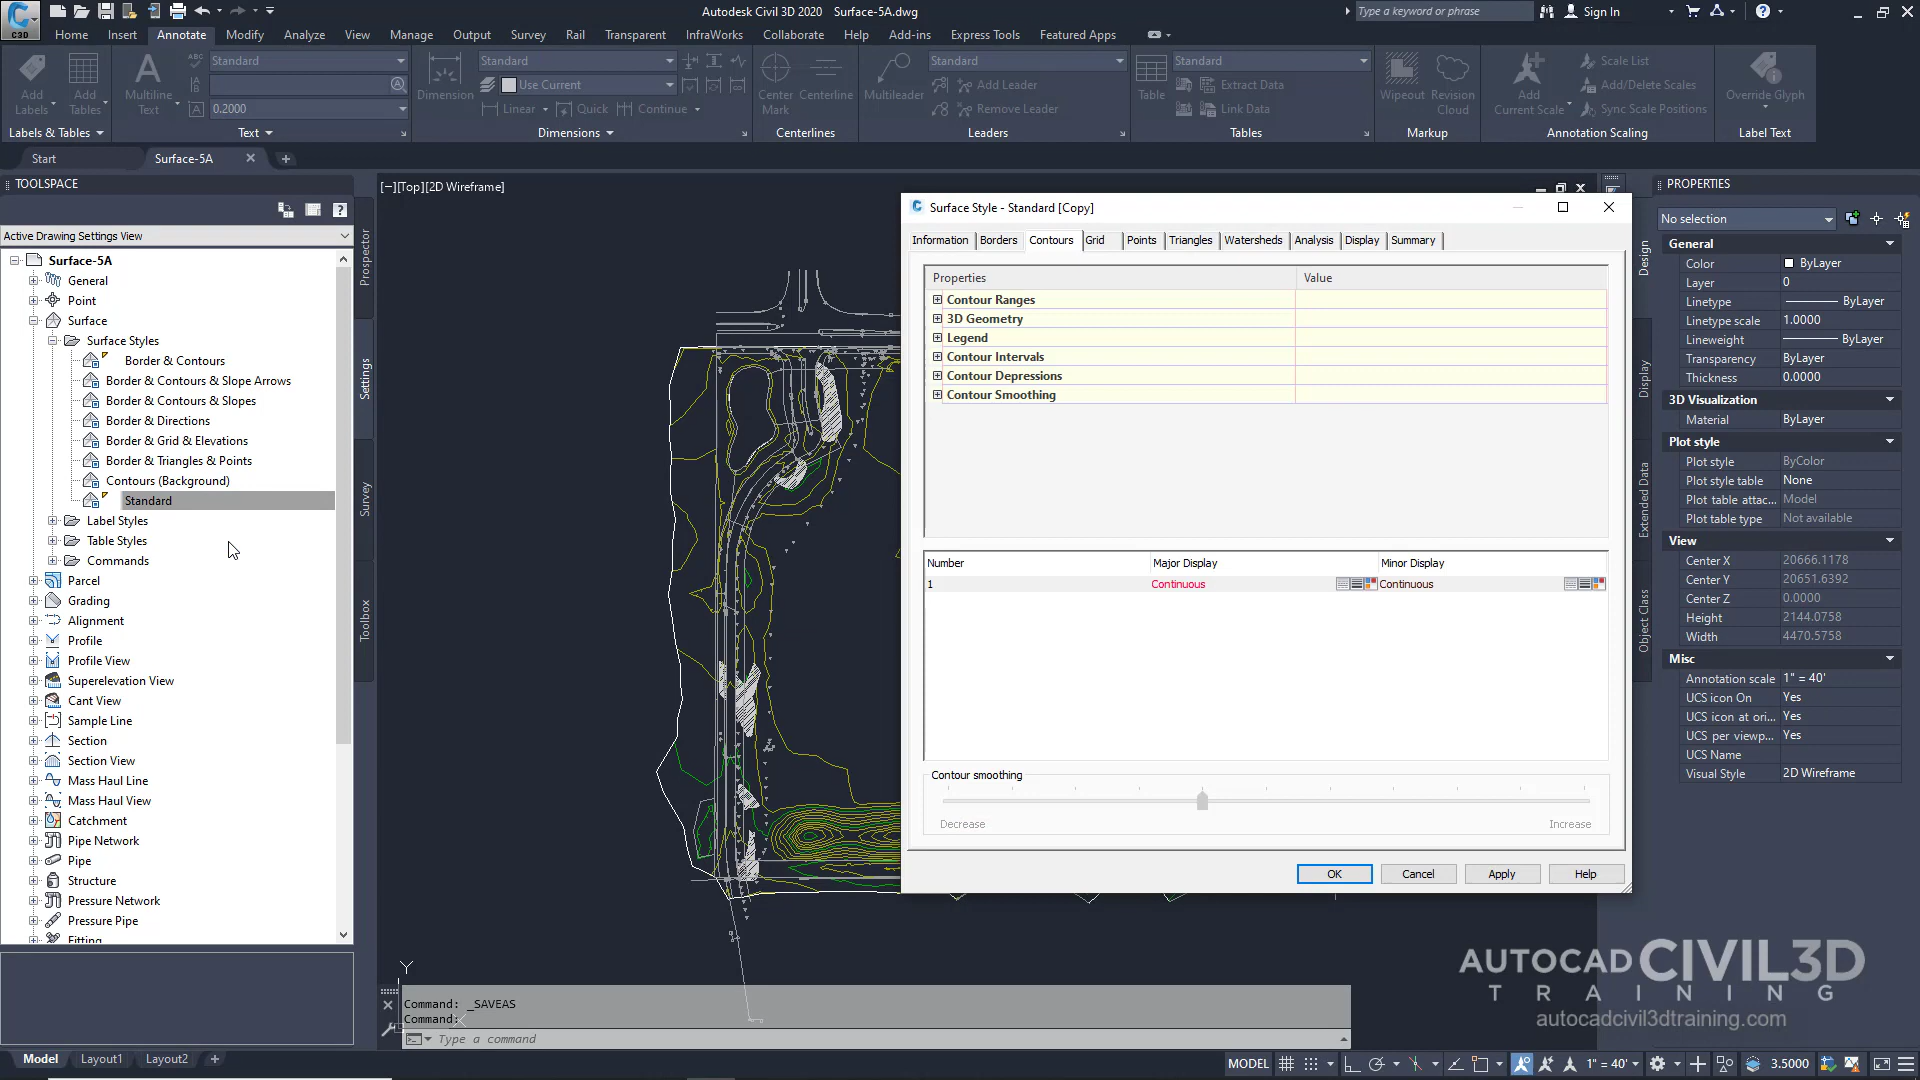 Autodesk Civil 3D 2020 Surface-5A.dwg
Type a keyword or phrase
Sign In
C3D
Home Insert Annotate Modify Analyze View Manage Output Survey Rail Transparent InfraWorks Collaborate Help Add-ins Express Tools Featured Apps
Add Labels
Add Tables
Labels & Tables
Multiline Text
Standard
0.2000
Text
Dimension
Standard
Use Current
Linear Quick Continue
Dimensions
Center Mark
Centerline
Centerlines
Multileader
Standard
Add Leader
Remove Leader
Leaders
Table
Standard
Extract Data
Link Data
Tables
Wipeout
Revision Cloud
Markup
Add Current Scale
Scale List
Add/Delete Scales
Sync Scale Positions
Annotation Scaling
Override Glyph
Label Text
Start
Surface-5A
TOOLSPACE
Active Drawing Settings View
Surface-5A
General
Point
Surface
Surface Styles
Border & Contours
Border & Contours & Slope Arrows
Border & Contours & Slopes
Border & Directions
Border & Grid & Elevations
Border & Triangles & Points
Contours (Background)
Standard
Label Styles
Table Styles
Commands
Parcel
Grading
Alignment
Profile
Profile View
Superelevation View
Cant View
Sample Line
Section
Section View
Mass Haul Line
Mass Haul View
Catchment
Pipe Network
Pipe
Structure
Pressure Network
Pressure Pipe
Fitting
Prospector
Settings
Survey
Toolbox
[−][Top][2D Wireframe]
Surface Style - Standard [Copy]
Information Borders Contours Grid Points Triangles Watersheds Analysis Display Summary
Properties Value
Contour Ranges
3D Geometry
Legend
Contour Intervals
Contour Depressions
Contour Smoothing
Number Major Display Minor Display
1 Continuous Continuous
Contour smoothing
Decrease Increase
OK Cancel Apply Help
Y
X
Command: _SAVEAS
Command:
Type a command
Design
Display
Extended Data
Object Class
PROPERTIES
No selection
General
Color ByLayer
Layer 0
Linetype ByLayer
Linetype scale 1.0000
Lineweight ByLayer
Transparency ByLayer
Thickness 0.0000
3D Visualization
Material ByLayer
Plot style
Plot style ByColor
Plot style table None
Plot table attac... Model
Plot table type Not available
View
Center X 20666.1178
Center Y 20651.6392
Center Z 0.0000
Height 2144.0758
Width 4470.5758
Misc
Annotation scale 1" = 40'
UCS icon On Yes
UCS icon at ori... Yes
UCS per viewp... Yes
UCS Name
Visual Style 2D Wireframe
AUTOCAD CIVIL3D
TRAINING
autocadcivil3dtraining.com
Model Layout1 Layout2
MODEL 1" = 40' 3.5000